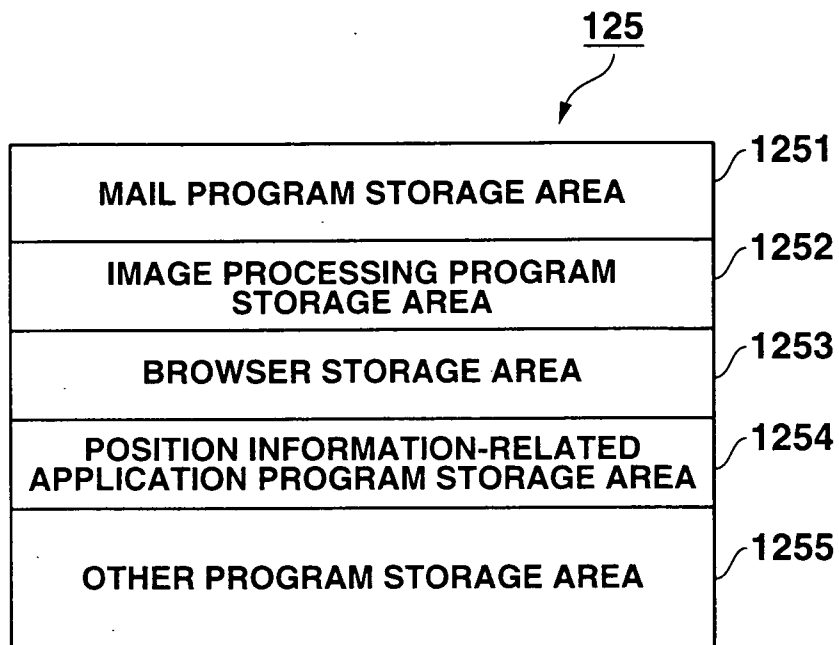 125
1251
MAIL PROGRAM STORAGE AREA
1252
IMAGE PROCESSING PROGRAM
STORAGE AREA
1253
BROWSER STORAGE AREA
1254
POSITION INFORMATION-RELATED
APPLICATION PROGRAM STORAGE AREA
1255
OTHER PROGRAM STORAGE AREA